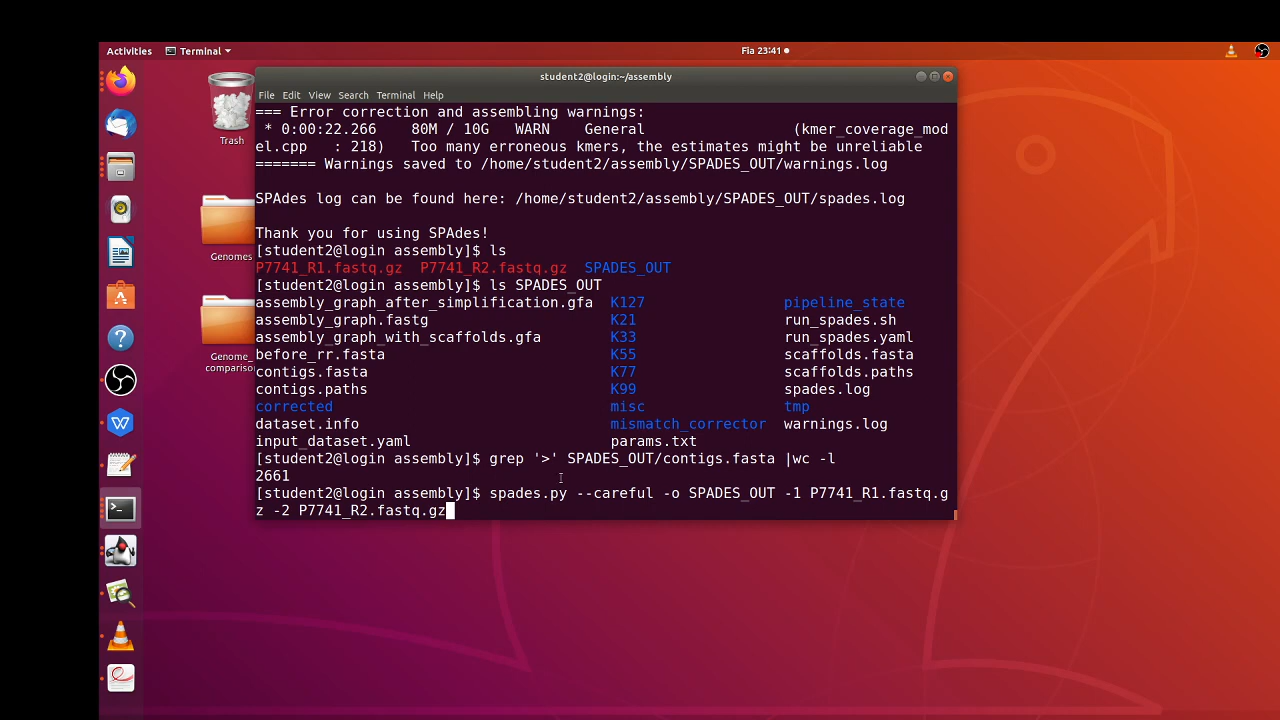 Activities Terminal Fia 23:41
student2@login:~/assembly
File Edit View Search Terminal Help
=== Error correction and assembling warnings:
 * 0:00:22.266    80M / 10G   WARN    General                 (kmer_coverage_mod
el.cpp   : 218)   Too many erroneous kmers, the estimates might be unreliable
======= Warnings saved to /home/student2/assembly/SPADES_OUT/warnings.log
SPAdes log can be found here: /home/student2/assembly/SPADES_OUT/spades.log
Thank you for using SPAdes!
[student2@login assembly]$ ls
P7741_R1.fastq.gz  P7741_R2.fastq.gz  SPADES_OUT
[student2@login assembly]$ ls SPADES_OUT
assembly_graph_after_simplification.gfa  K127                pipeline_state
assembly_graph.fastg                     K21                 run_spades.sh
assembly_graph_with_scaffolds.gfa        K33                 run_spades.yaml
before_rr.fasta                          K55                 scaffolds.fasta
contigs.fasta                            K77                 scaffolds.paths
contigs.paths                            K99                 spades.log
corrected                                misc                tmp
dataset.info                             mismatch_corrector  warnings.log
input_dataset.yaml                       params.txt
[student2@login assembly]$ grep '>' SPADES_OUT/contigs.fasta |wc -l
2661
[student2@login assembly]$ spades.py --careful -o SPADES_OUT -1 P7741_R1.fastq.g
z -2 P7741_R2.fastq.gz
Trash
Genomes
Genome_
comparison